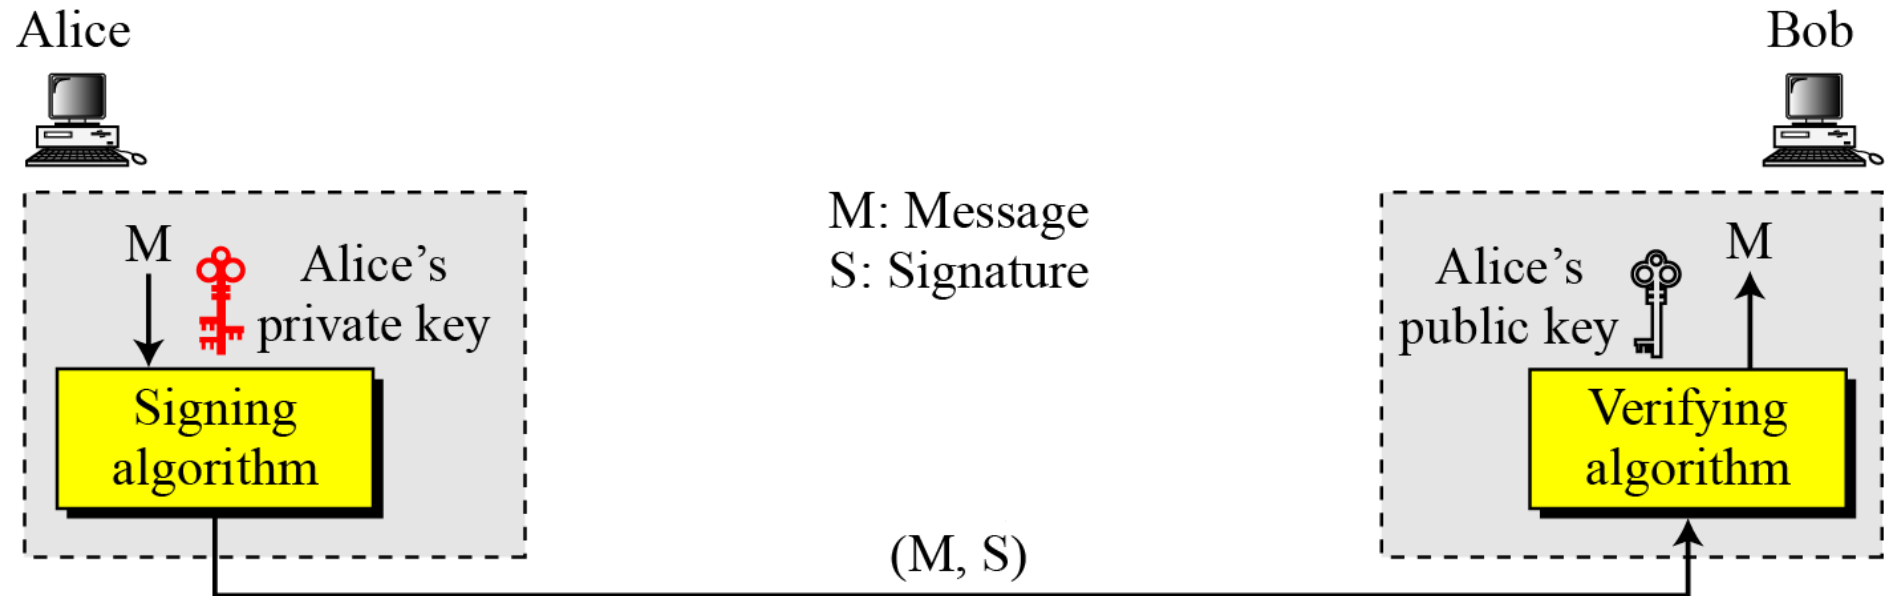 Alice
Bob
M
Alice’s
private key
Signing
algorithm
M: Message
S: Signature
(M, S)
Alice’s
public key
M
Verifying
algorithm